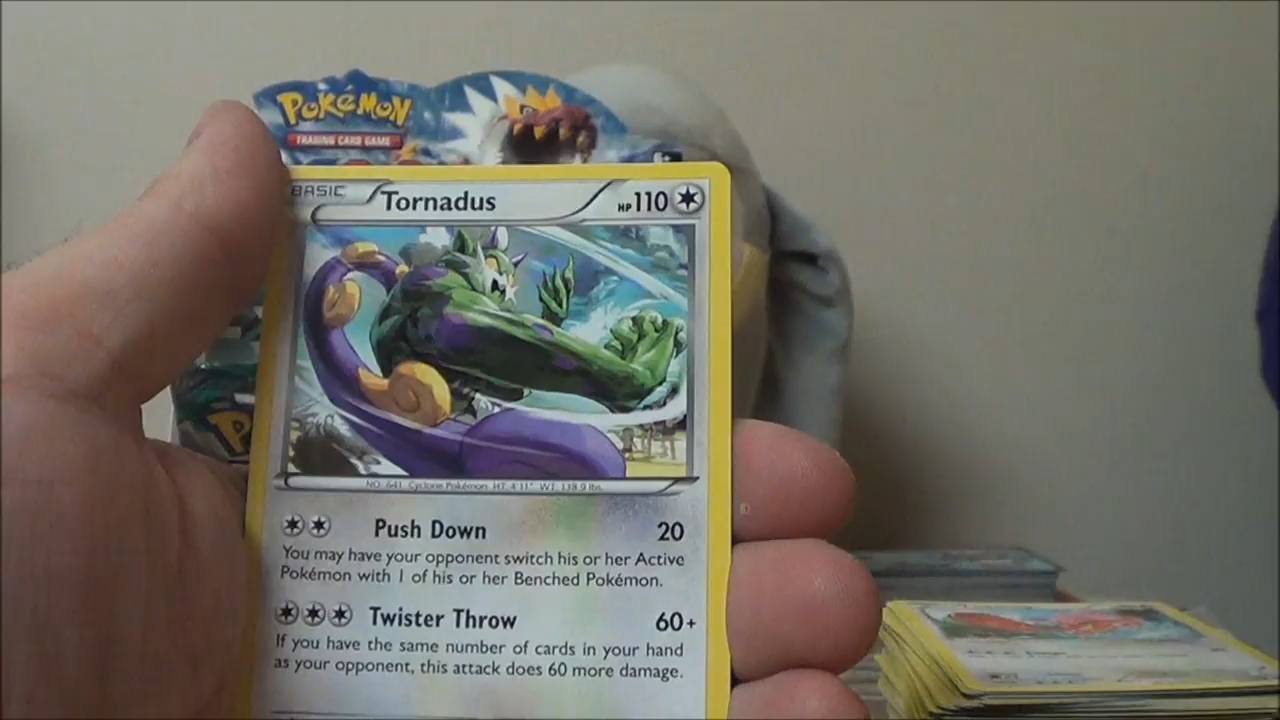 POKéMON
TRADING CARD GAME
6+
BASIC
Tornadus
HP 110
NO. 641 Cyclone Pokémon HT: 4'11" WT: 138.9 lbs.
Push Down 20
You may have your opponent switch his or her Active
Pokémon with 1 of his or her Benched Pokémon.
Twister Throw 60+
If you have the same number of cards in your hand
as your opponent, this attack does 60 more damage.